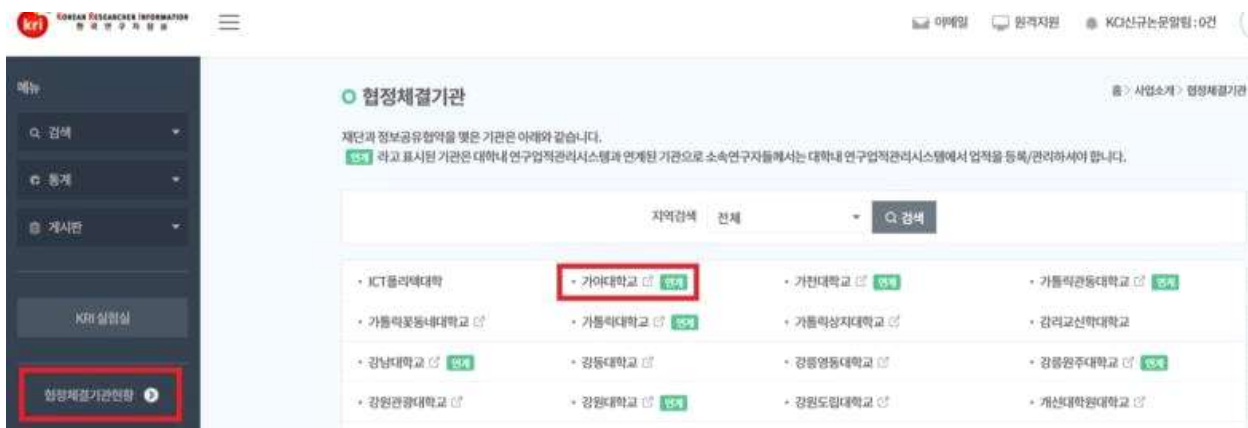 kri KOREAN RESEARCHER INFORMATION
한국연구자정보
이메일 원격지원 KCI신규논문알림:0건
메뉴
검색
통계
게시판
KRI 실험실
협정체결기관현황
홈> 사업소개> 협정체결기관
협정체결기관
재단과 정보공유협약을 맺은 기관은 아래와 같습니다.
연계 라고 표시된 기관은 대학내 연구업적관리시스템과 연계된 기관으로 소속연구자들께서는 대학내 연구업적관리시스템에서 업적을 등록/관리하셔야 합니다.
지역검색 전체 검색
• ICT폴리텍대학 • 가야대학교 연계 • 가천대학교 연계 • 가톨릭관동대학교 연계
• 가톨릭꽃동네대학교 • 가톨릭대학교 연계 • 가톨릭상지대학교 • 감리교신학대학교
• 강남대학교 연계 • 강동대학교 • 강릉영동대학교 • 강릉원주대학교 연계
• 강원관광대학교 • 강원대학교 연계 • 강원도립대학교 • 개신대학원대학교